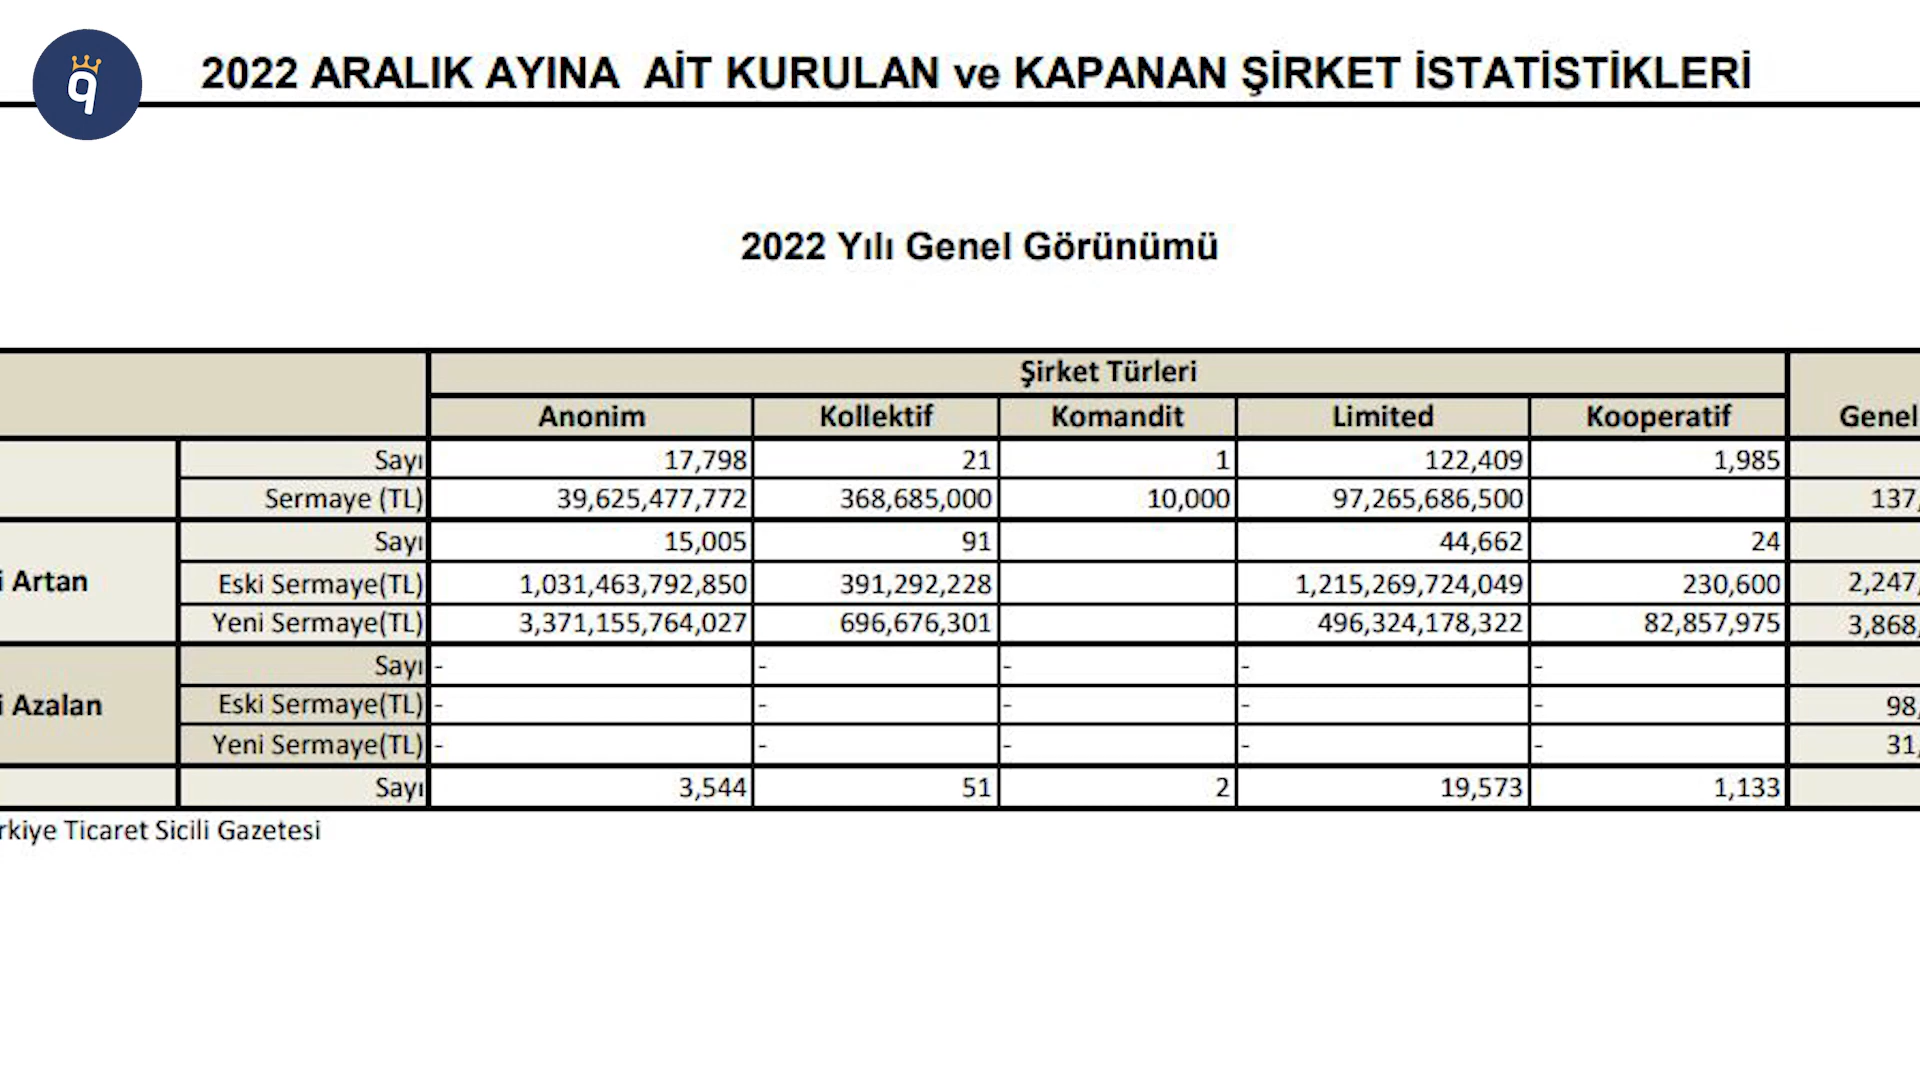 q
2022 ARALIK AYINA AİT KURULAN ve KAPANAN ŞİRKET İSTATİSTİKLERİ
2022 Yılı Genel Görünümü
Şirket Türleri
Anonim Kollektif Komandit Limited Kooperatif Genel
Sayı 17,798 21 1 122,409 1,985
Sermaye (TL) 39,625,477,772 368,685,000 10,000 97,265,686,500 137,
Sayı 15,005 91 44,662 24
i Artan Eski Sermaye(TL) 1,031,463,792,850 391,292,228 1,215,269,724,049 230,600 2,247,
Yeni Sermaye(TL) 3,371,155,764,027 696,676,301 496,324,178,322 82,857,975 3,868,
Sayı - - - - -
i Azalan Eski Sermaye(TL) - - - - - 98,
Yeni Sermaye(TL) - - - - - 31,
Sayı 3,544 51 2 19,573 1,133
rkiye Ticaret Sicili Gazetesi